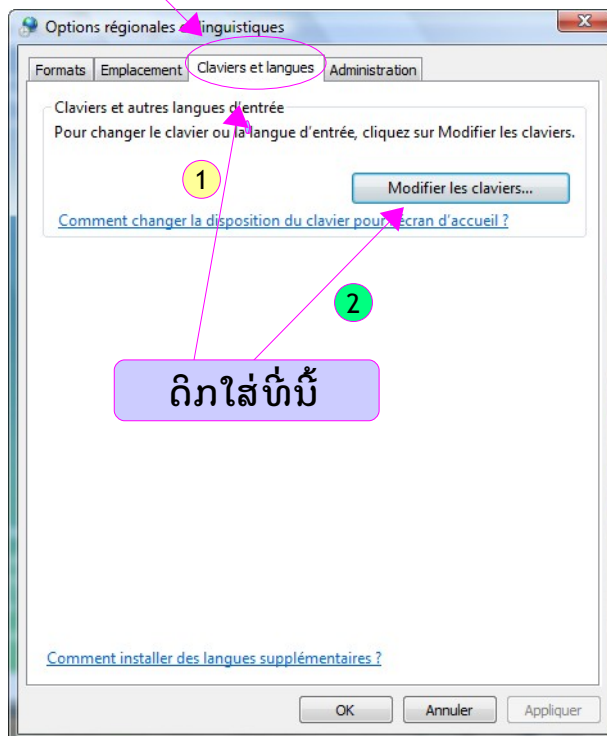 Options régionales et linguistiques
Formats Emplacement Claviers et langues Administration
Claviers et autres langues d'entrée
Pour changer le clavier ou la langue d'entrée, cliquez sur Modifier les claviers.
1
Modifier les claviers...
Comment changer la disposition du clavier pour l'écran d'accueil ?
2
ຄິກໃສ່ທີ່ນີ້
Comment installer des langues supplémentaires ?
OK Annuler Appliquer